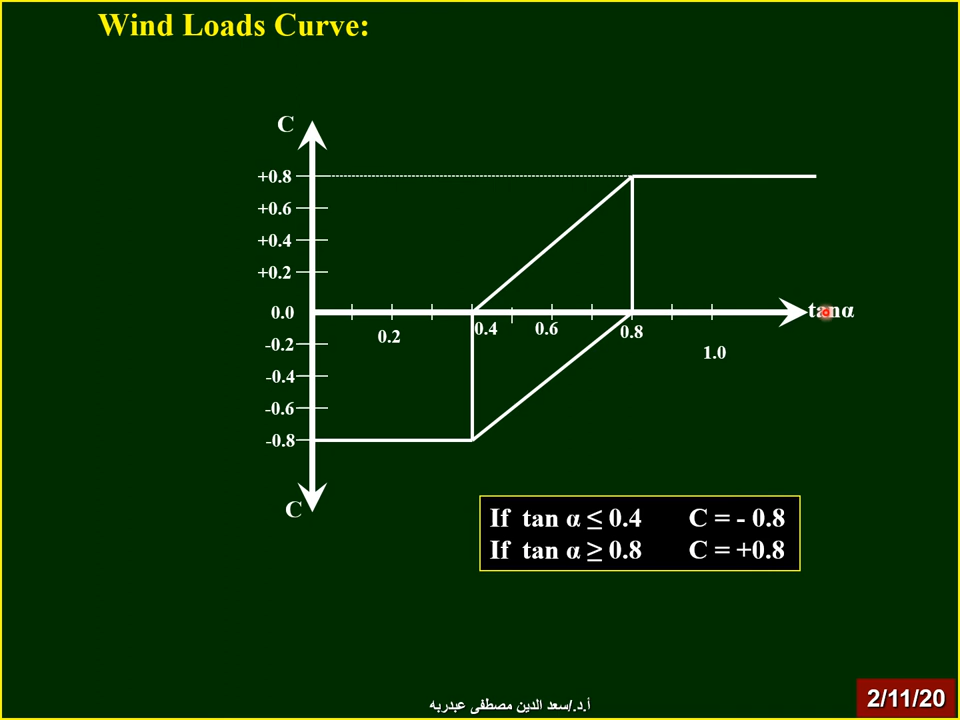 Wind Loads Curve:
C
+0.8
+0.6
+0.4
+0.2
0.0
-0.2
-0.4
-0.6
-0.8
C
0.2
0.4
0.6
0.8
1.0
tanα
If tan α ≤ 0.4 C = - 0.8
If tan α ≥ 0.8 C = +0.8
أ.د./سعد الدين مصطفى عبدربه
2/11/20